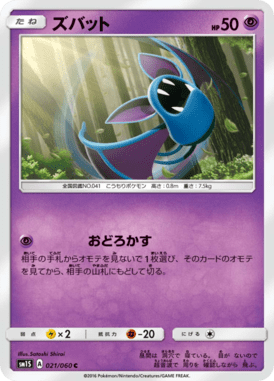 たね
ズバット
HP 50
全国図鑑NO.041 こうもりポケモン 高さ：0.8m 重さ：7.5kg
おどろかす
相手の手札からオモテを見ないで1枚選び、そのカードのオモテ
を見てから、相手の山札にもどして切る。
弱点 ×2 抵抗力 -20 にげる
illus. Satoshi Shirai
sm1S A 021/060 C
©2016 Pokémon/Nintendo/Creatures/GAME FREAK.